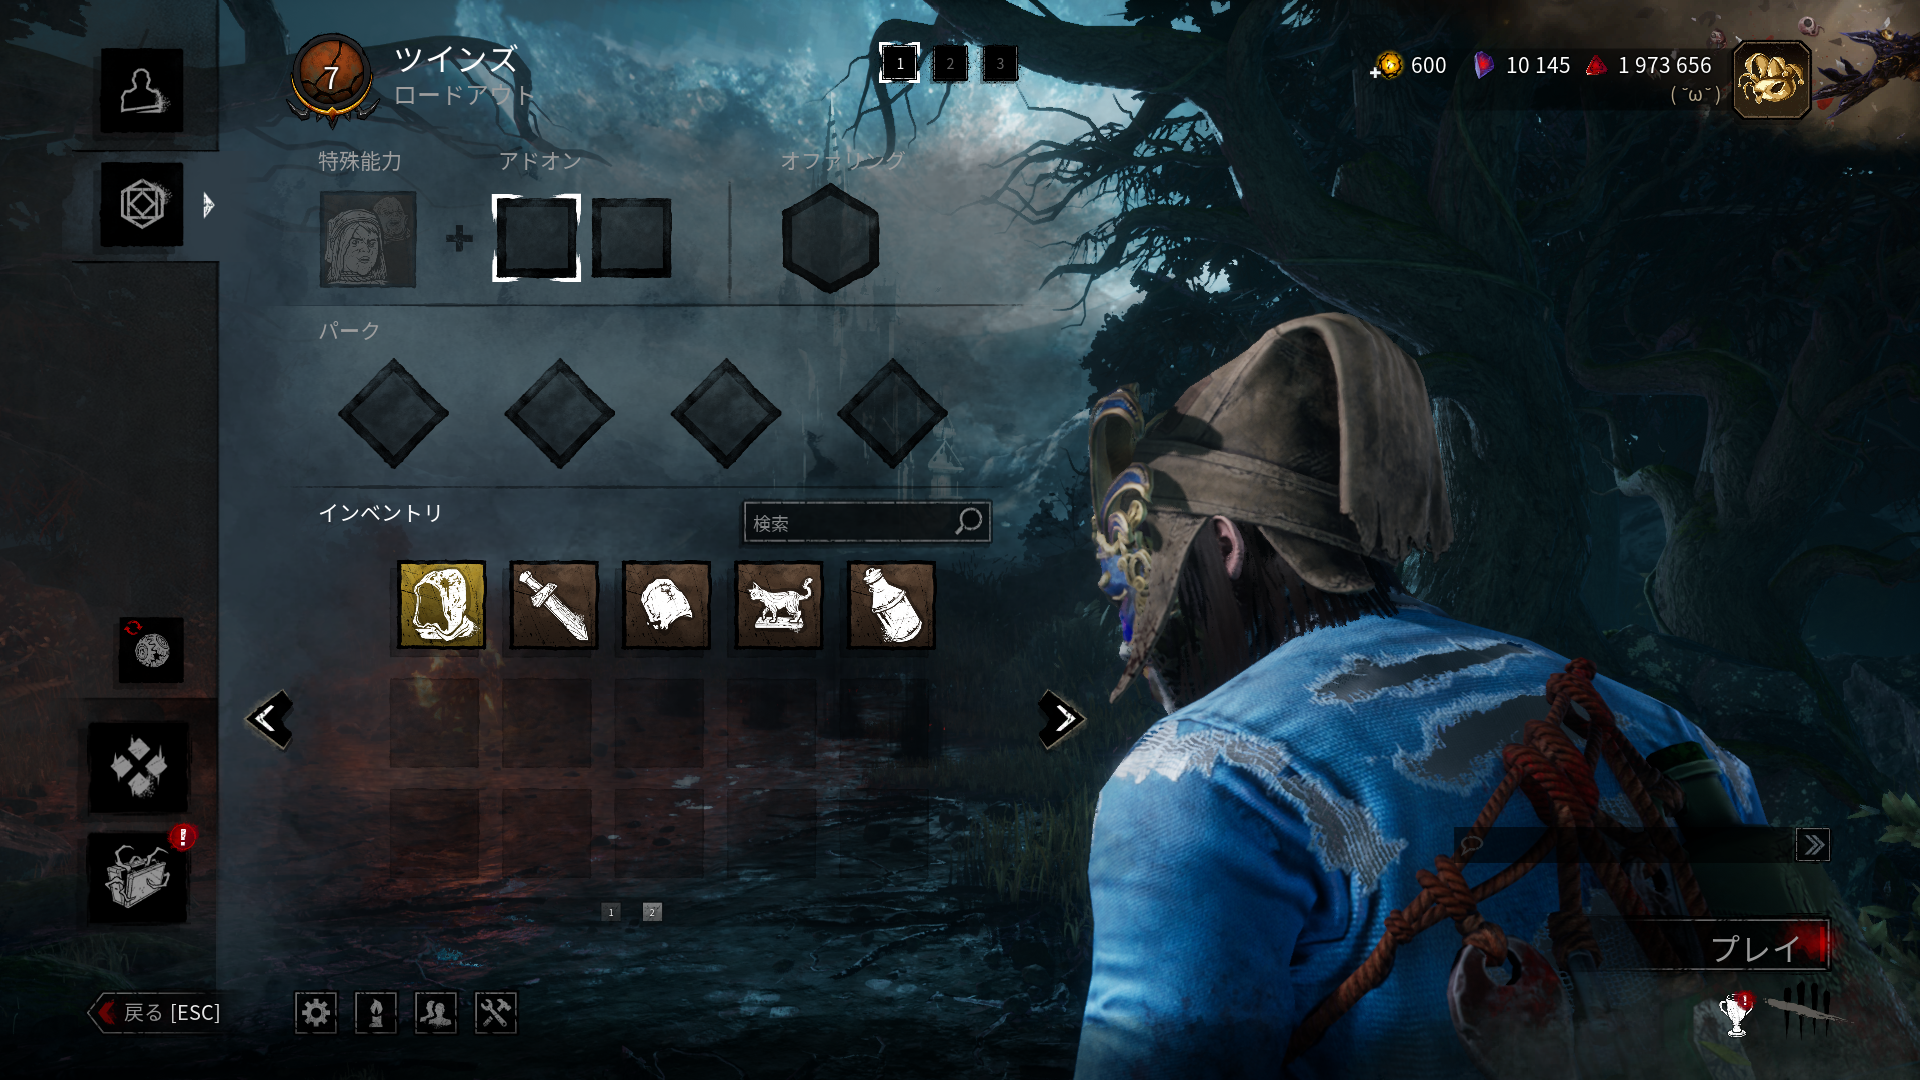 7
ツインズ
ロードアウト
1 2 3
600 10 145 1 973 656
( ˘ω˘ )
特殊能力 アドオン オファリング
パーク
インベントリ
検索
1 2
プレイ
戻る [ESC]